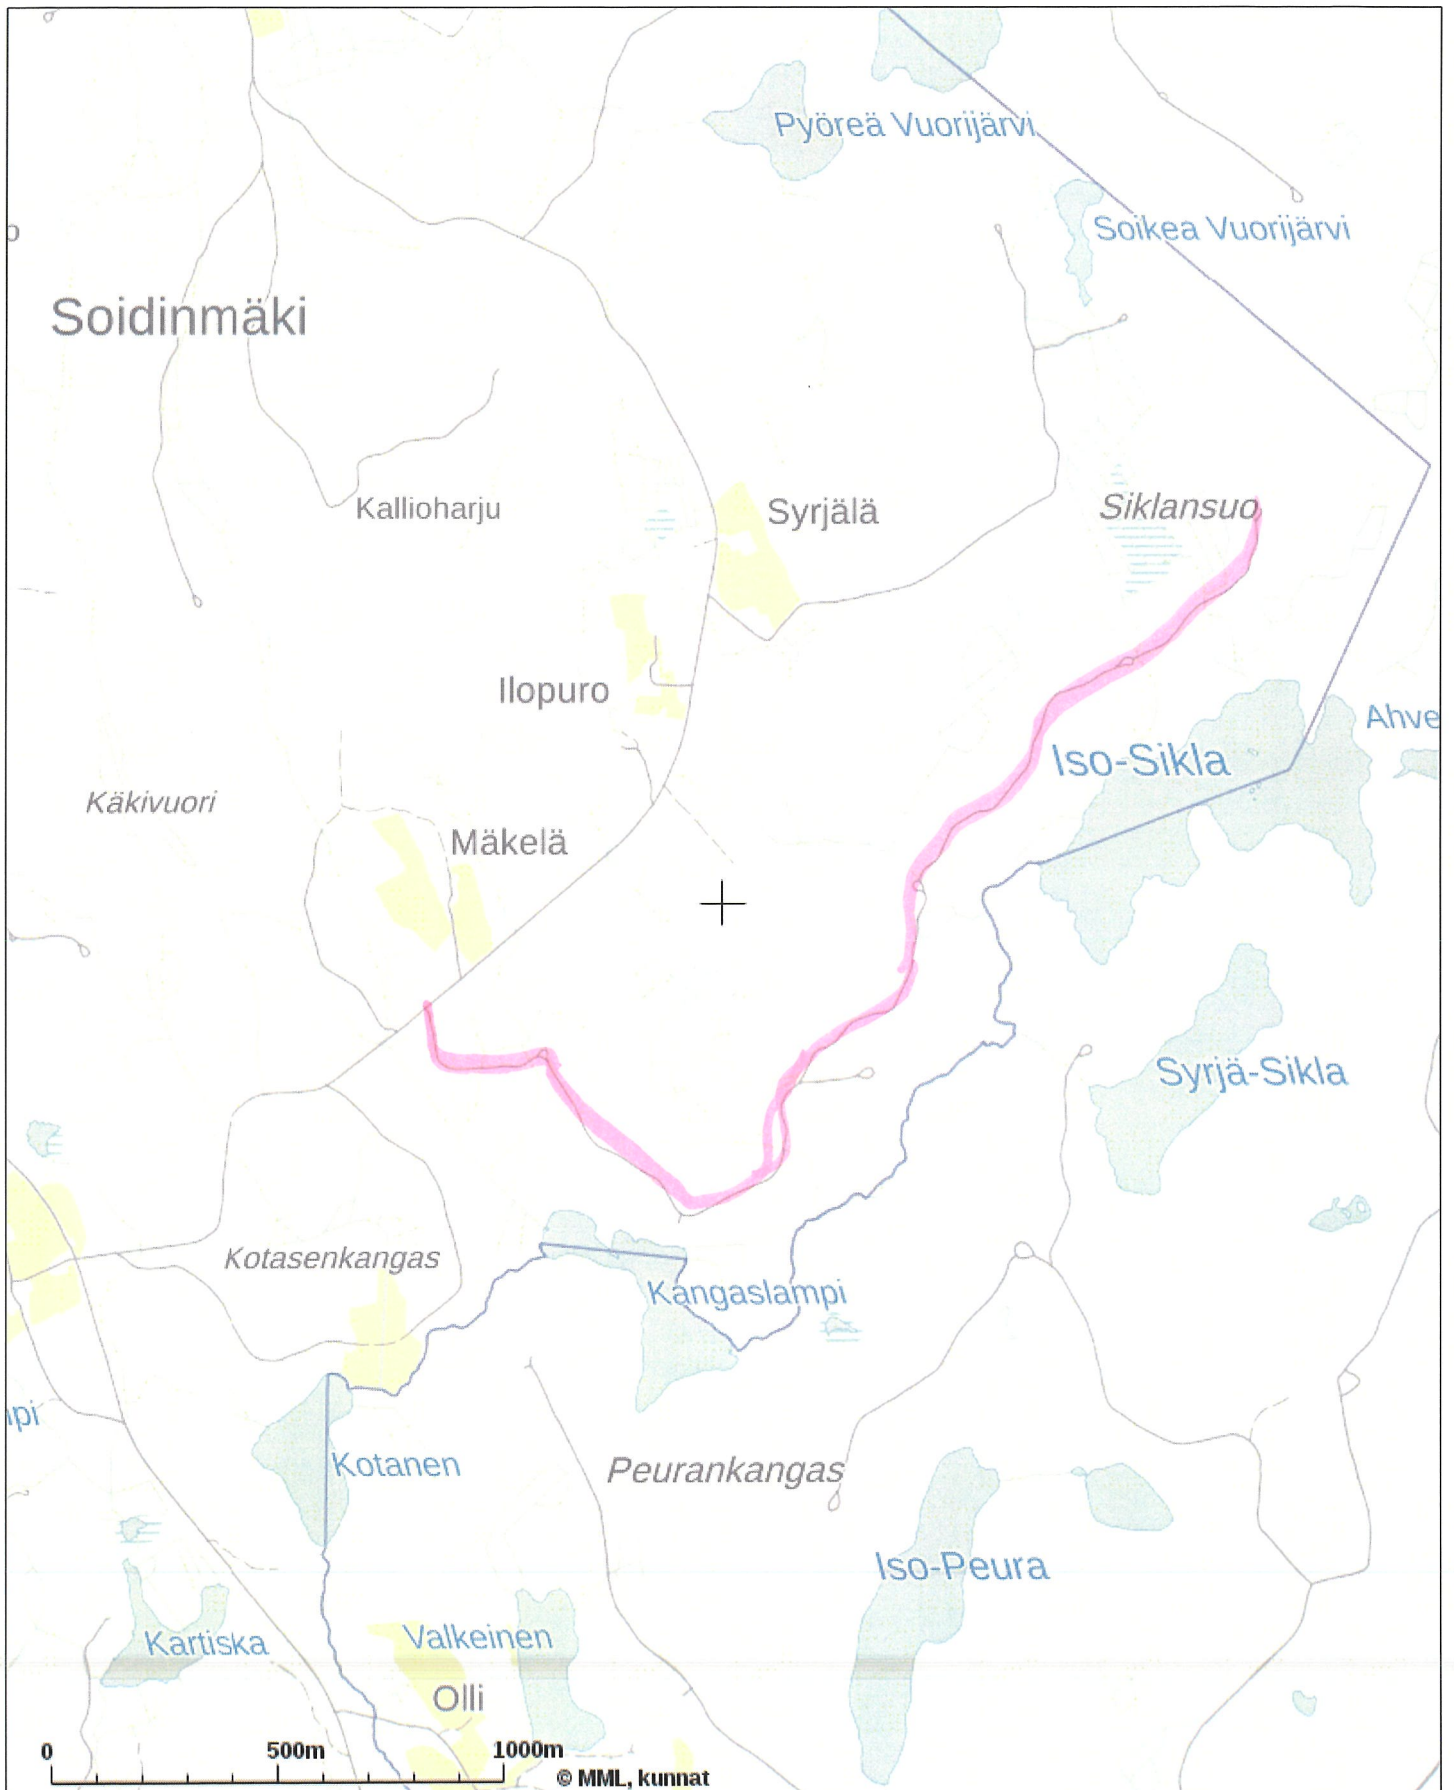 Pyöreä Vuorijärvi
Soikea Vuorijärvi
Soidinmäki
Kallioharju
Syrjälä
Siklansuo
Ilopuro
Ahve
Iso-Sikla
Käkivuori
Mäkelä
Syrjä-Sikla
Kotasenkangas
Kangaslampi
lpi
Kotanen
Peurankangas
Iso-Peura
Kartiska
Valkeinen
Olli
0 500m 1000m
© MML, kunnat